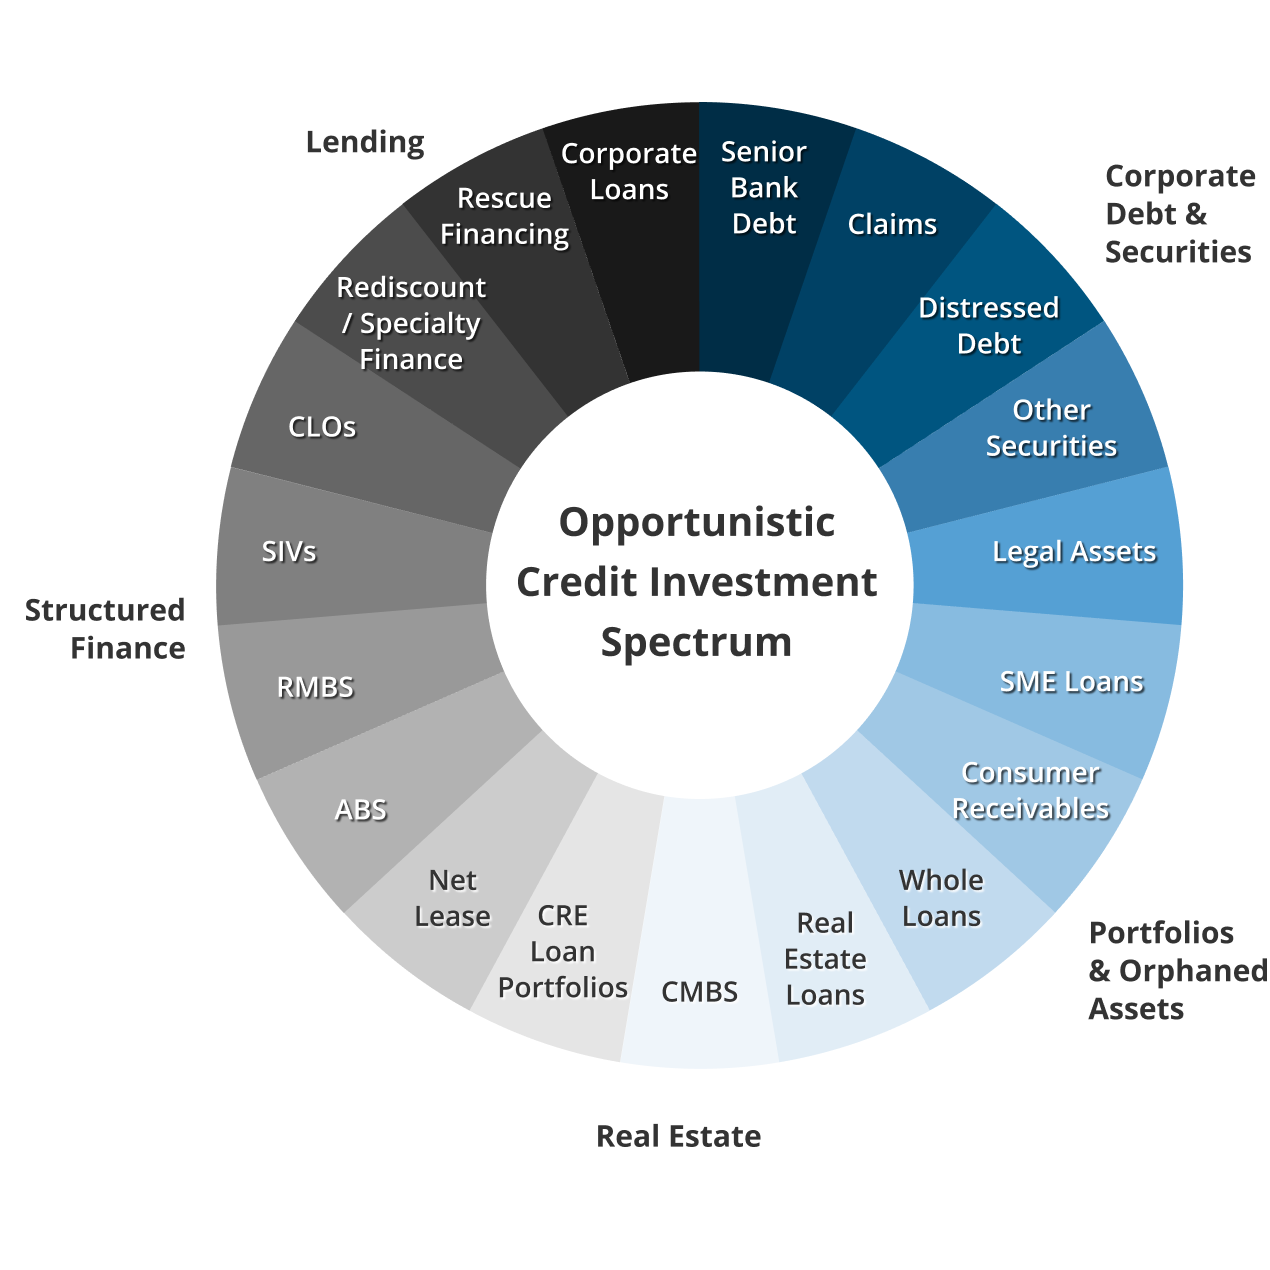 Opportunistic
Credit Investment
Spectrum
Corporate
Debt &
Securities
Senior
Bank
Debt
Claims
Distressed
Debt
Other
Securities
Portfolios
& Orphaned
Assets
Legal Assets
SME Loans
Consumer
Receivables
Whole
Loans
Real Estate
Real
Estate
Loans
CMBS
CRE
Loan
Portfolios
Net
Lease
Structured
Finance
ABS
RMBS
SIVs
CLOs
Lending
Rediscount
/ Specialty
Finance
Rescue
Financing
Corporate
Loans